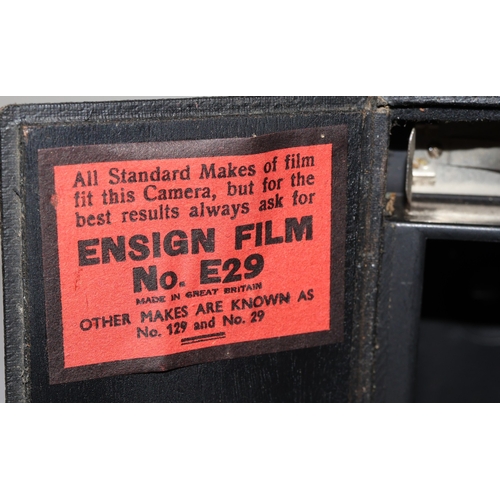 All Standard Makes of film
fit this Camera, but for the
best results always ask for
ENSIGN FILM
No. E29
MADE IN GREAT BRITAIN
OTHER MAKES ARE KNOWN AS
No. 129 and No. 29